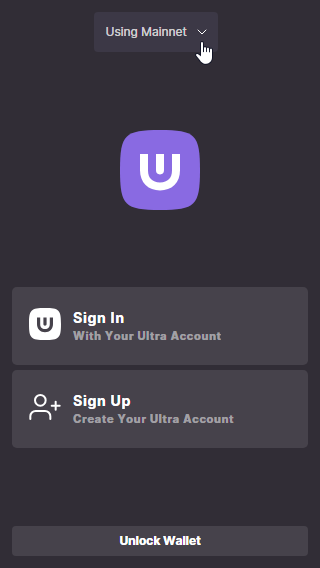 Using Mainnet
Sign In
With Your Ultra Account
Sign Up
Create Your Ultra Account
Unlock Wallet